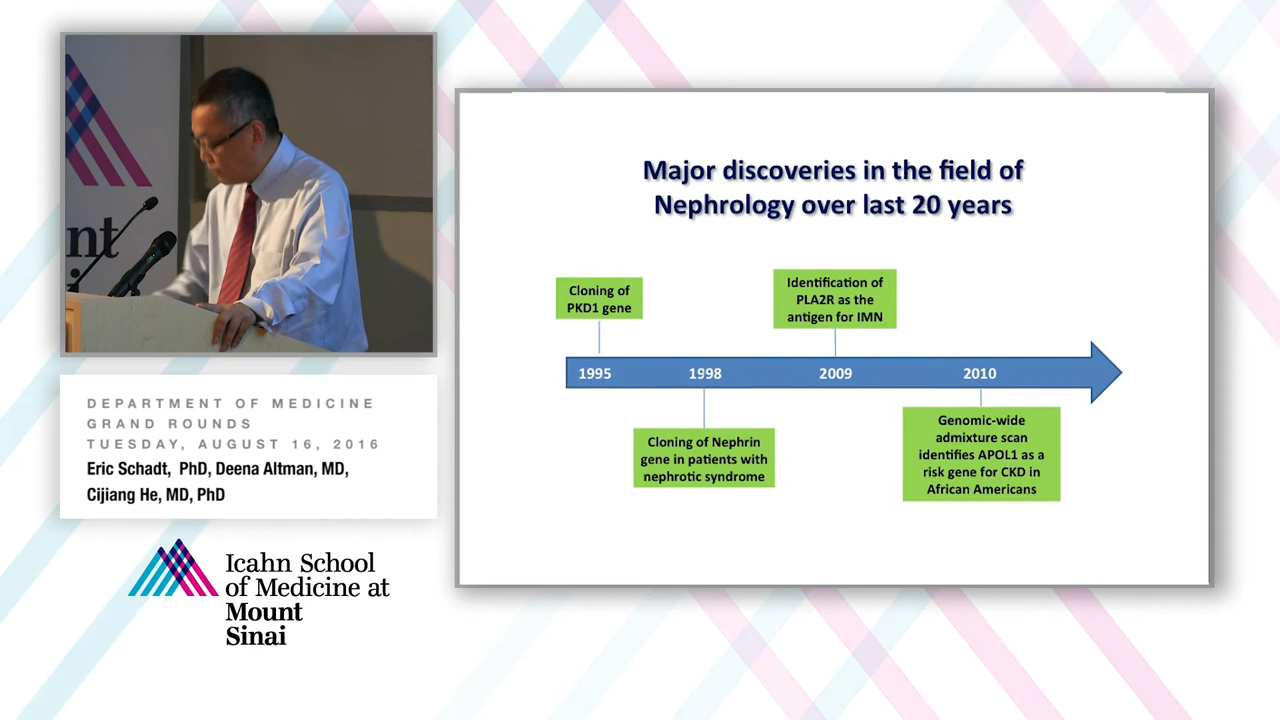 nt
DEPARTMENT OF MEDICINE
GRAND ROUNDS
TUESDAY, AUGUST 16, 2016
Eric Schadt, PhD, Deena Altman, MD,
Cijiang He, MD, PhD
Icahn School
of Medicine at
Mount
Sinai
Major discoveries in the field of
Nephrology over last 20 years
Cloning of
PKD1 gene
Identification of
PLA2R as the
antigen for IMN
1995 1998 2009 2010
Cloning of Nephrin
gene in patients with
nephrotic syndrome
Genomic-wide
admixture scan
identifies APOL1 as a
risk gene for CKD in
African Americans